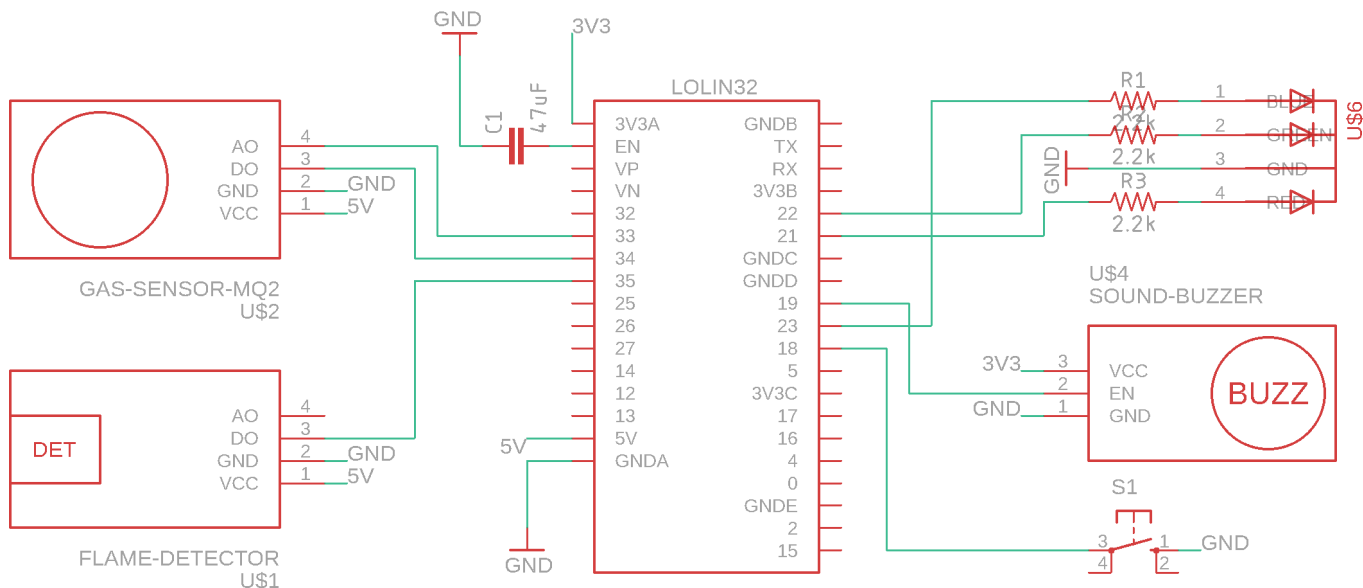 GND
3V3
C1
47uF
LOLIN32
3V3A
EN
VP
VN
32
33
34
35
25
26
27
14
12
13
5V
GNDA
GNDB
TX
RX
3V3B
22
21
GNDC
GNDD
19
23
18
5
3V3C
17
16
4
0
GNDE
2
15
AO 4
DO 3
GND 2 GND
VCC 1 5V
GAS-SENSOR-MQ2
U$2
DET
AO 4
DO 3
GND 2 GND
VCC 1 5V
FLAME-DETECTOR
U$1
5V
GND
R1
2.2k
R2
2.2k
R3
2.2k
GND
1 BLUE
2 GREEN
3 GND
4 RED
U$6
U$4
SOUND-BUZZER
3V3 3 VCC
2 EN
GND 1 GND
BUZZ
S1
3 1 GND
4 2